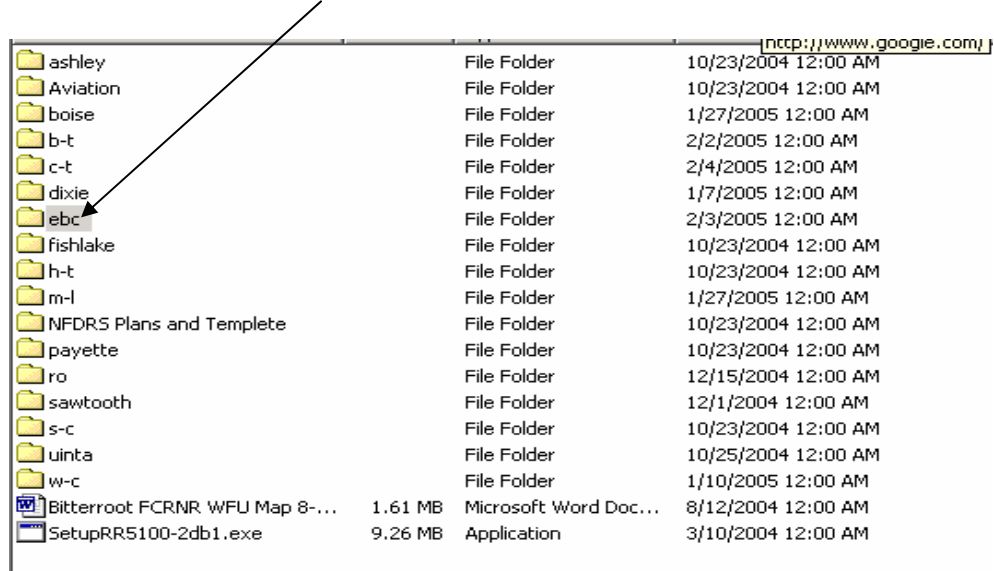 http://www.google.com/
ashley File Folder 10/23/2004 12:00 AM
Aviation File Folder 10/23/2004 12:00 AM
boise File Folder 1/27/2005 12:00 AM
b-t File Folder 2/2/2005 12:00 AM
c-t File Folder 2/4/2005 12:00 AM
dixie File Folder 1/7/2005 12:00 AM
ebc File Folder 2/3/2005 12:00 AM
fishlake File Folder 10/23/2004 12:00 AM
h-t File Folder 10/23/2004 12:00 AM
m-l File Folder 1/27/2005 12:00 AM
NFDRS Plans and Templete File Folder 10/23/2004 12:00 AM
payette File Folder 10/23/2004 12:00 AM
ro File Folder 12/15/2004 12:00 AM
sawtooth File Folder 12/1/2004 12:00 AM
s-c File Folder 10/23/2004 12:00 AM
uinta File Folder 10/25/2004 12:00 AM
w-c File Folder 1/10/2005 12:00 AM
Bitterroot FCRNR WFU Map 8-... 1.61 MB Microsoft Word Doc... 8/12/2004 12:00 AM
SetupRR5100-2db1.exe 9.26 MB Application 3/10/2004 12:00 AM